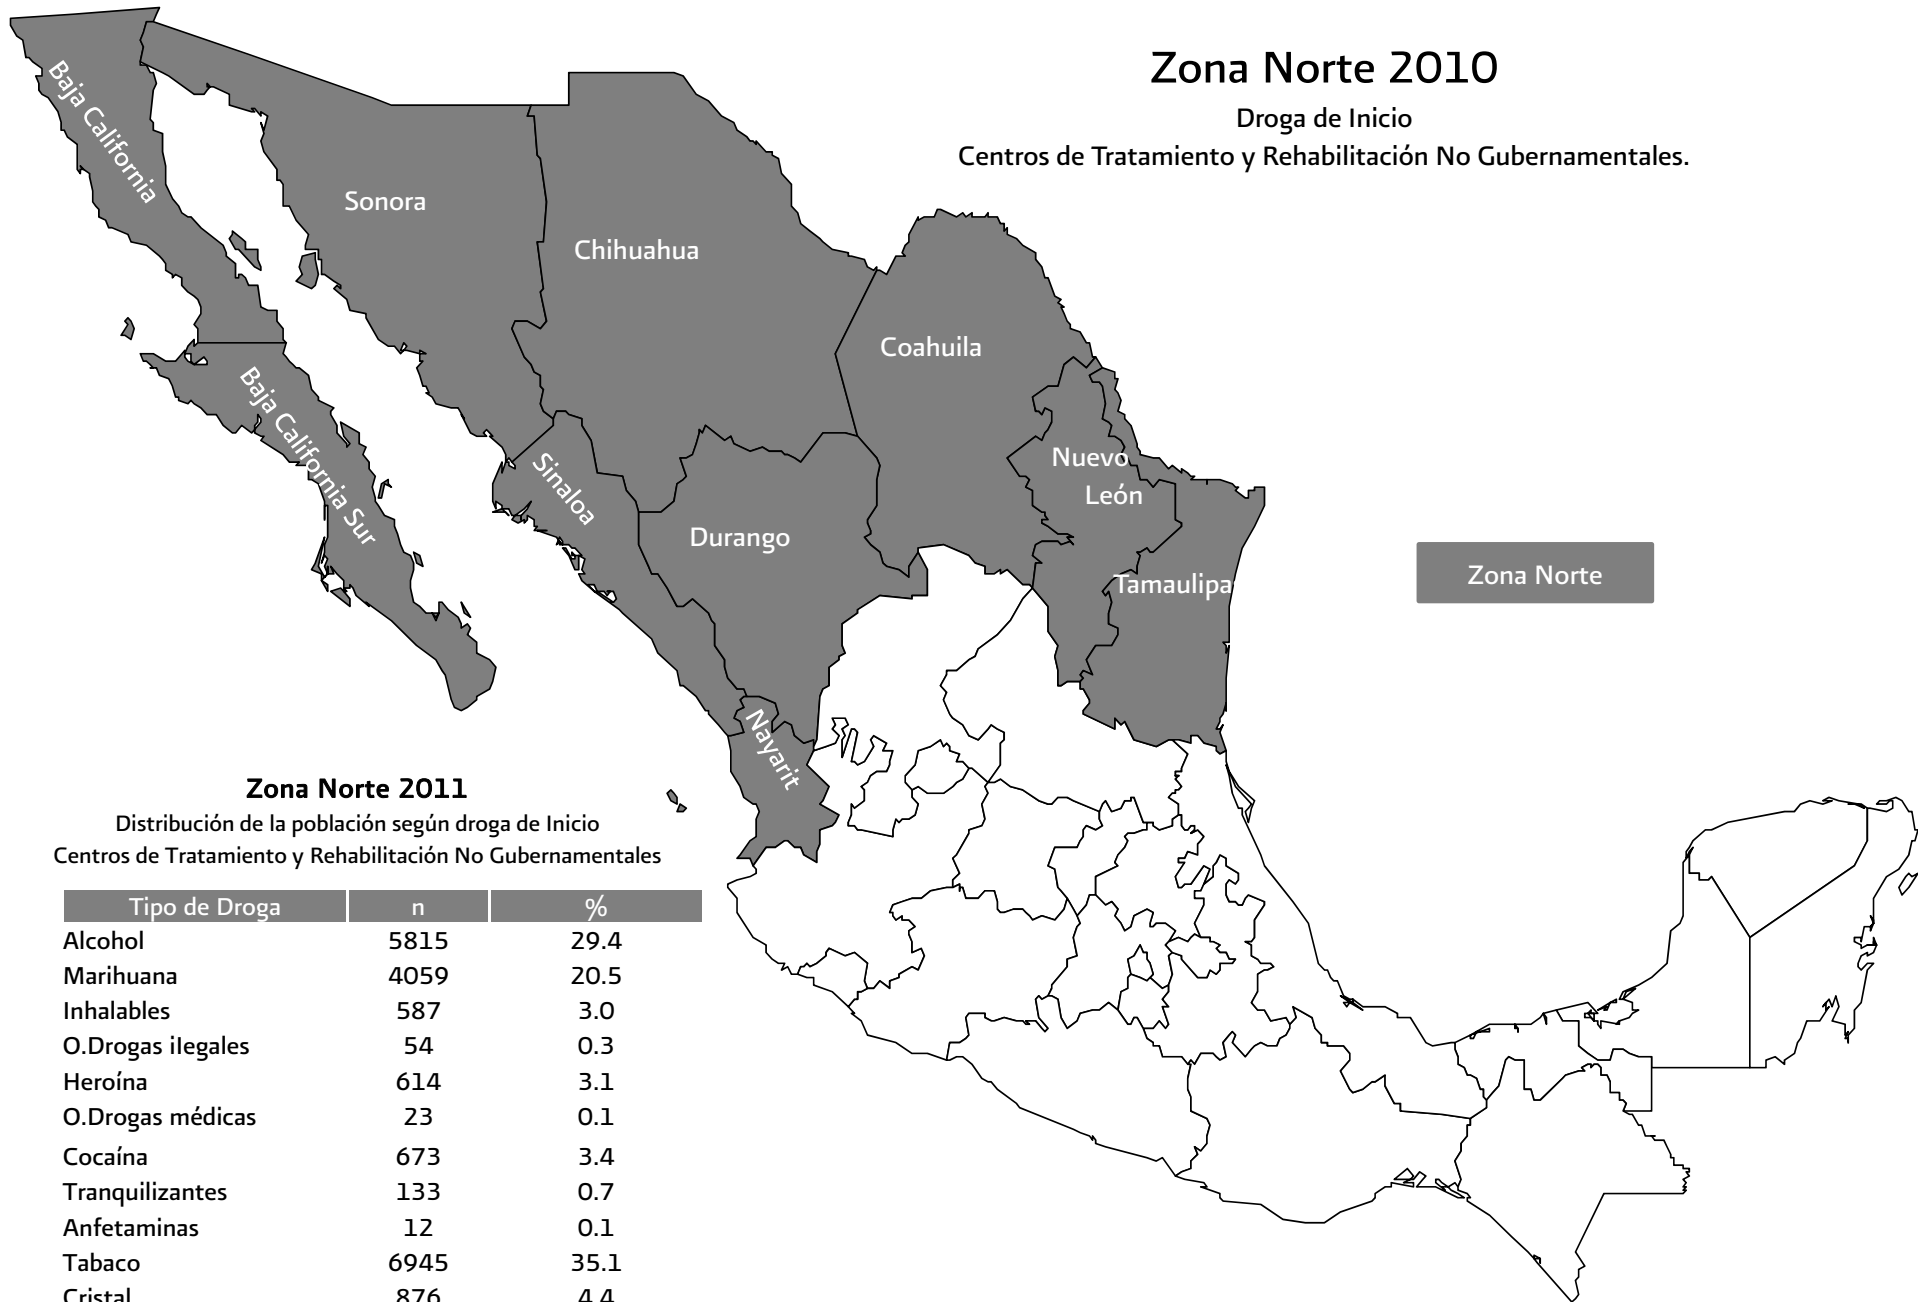 Zona Norte 2010
Droga de Inicio
Centros de Tratamiento y Rehabilitación No Gubernamentales.
Baja California
Sonora
Chihuahua
Coahuila
Baja California Sur
Sinaloa
Nuevo
León
Durango
Tamaulipa
Zona Norte
Nayarit
Zona Norte 2011
Distribución de la población según droga de Inicio
Centros de Tratamiento y Rehabilitación No Gubernamentales
Tipo de Droga n %
Alcohol 5815 29.4
Marihuana 4059 20.5
Inhalables 587 3.0
O.Drogas ilegales 54 0.3
Heroína 614 3.1
O.Drogas médicas 23 0.1
Cocaína 673 3.4
Tranquilizantes 133 0.7
Anfetaminas 12 0.1
Tabaco 6945 35.1
Cristal 876 4.4